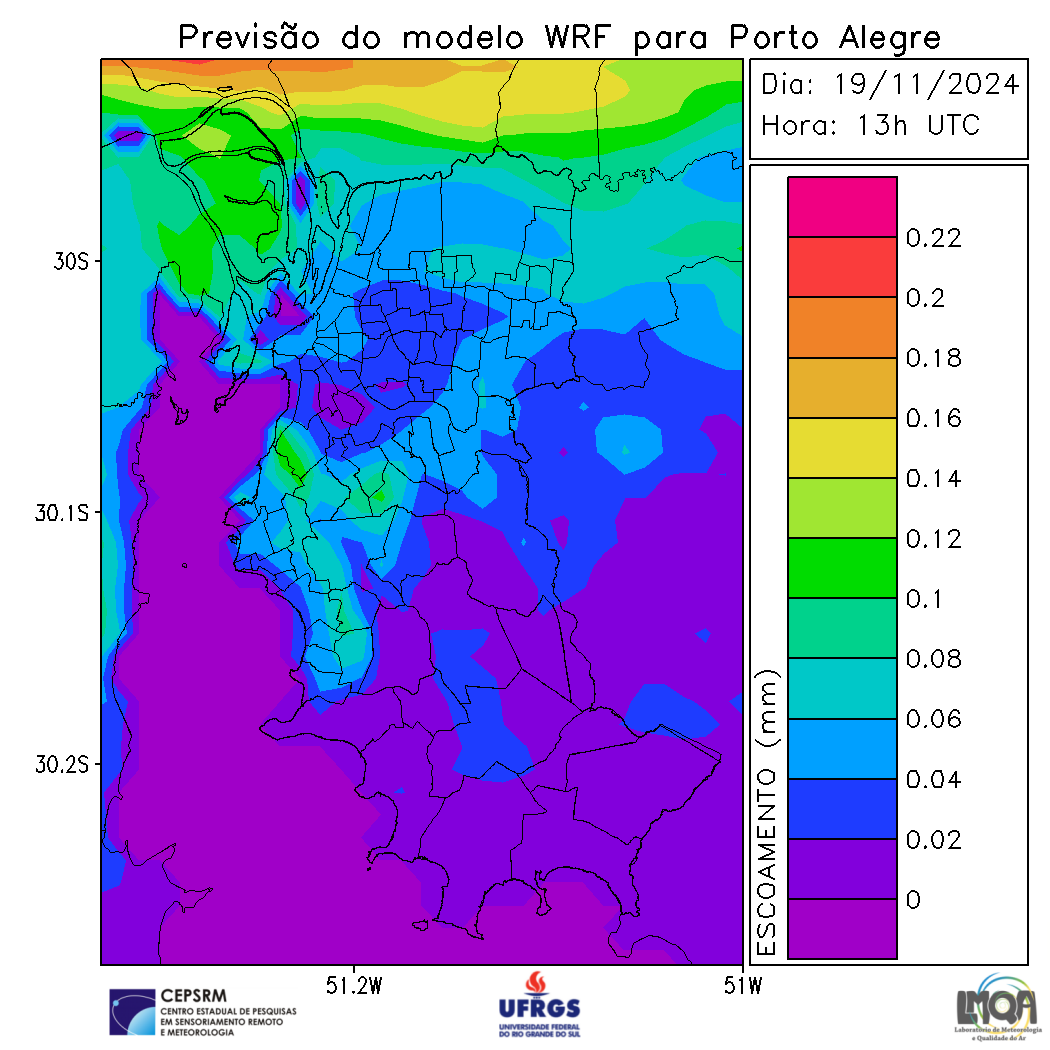 Previsão do modelo WRF para Porto Alegre
Dia: 19/11/2024
Hora: 13h UTC
30S
30.1S
30.2S
51.2W
51W
ESCOAMENTO (mm)
0.22
0.2
0.18
0.16
0.14
0.12
0.1
0.08
0.06
0.04
0.02
0
CEPSRM
CENTRO ESTADUAL DE PESQUISAS
EM SENSORIAMENTO REMOTO
E METEOROLOGIA
UFRGS
UNIVERSIDADE FEDERAL
DO RIO GRANDE DO SUL
LMQA
Laboratório de Meteorologia
e Qualidade do Ar